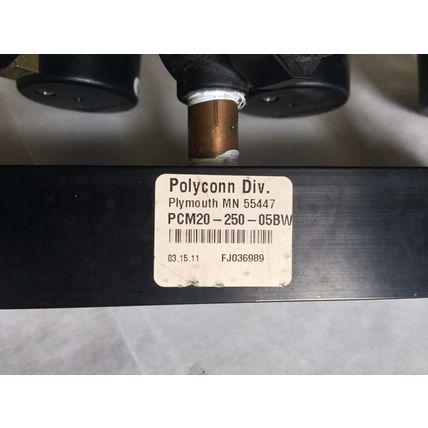 Polyconn Div.
Plymouth MN 55447
PCM20-250-05BW
03.15.11 FJ036989